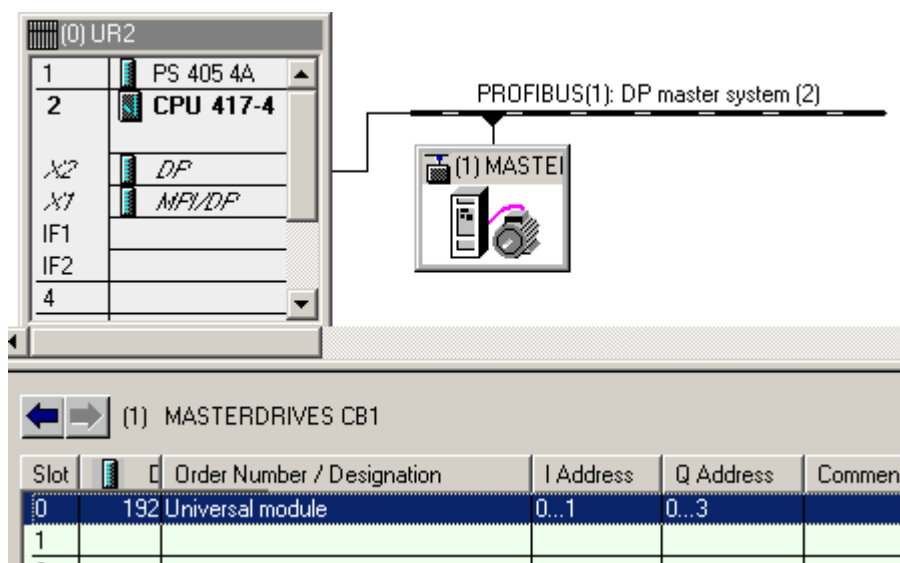 (0) UR2
1 PS 405 4A
2 CPU 417-4
X2 DP
X1 MPI/DP
IF1
IF2
4
PROFIBUS(1): DP master system (2)
(1) MASTEI
(1) MASTERDRIVES CB1
Slot D Order Number / Designation I Address Q Address Commen
0 192 Universal module 0...1 0...3
1